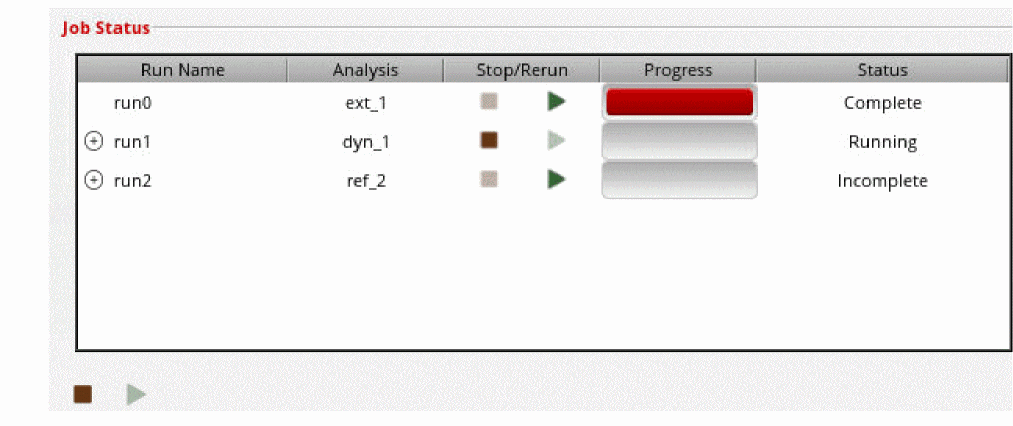 Job Status
Run Name Analysis Stop/Rerun Progress Status
run0 ext_1 Complete
run1 dyn_1 Running
run2 ref_2 Incomplete